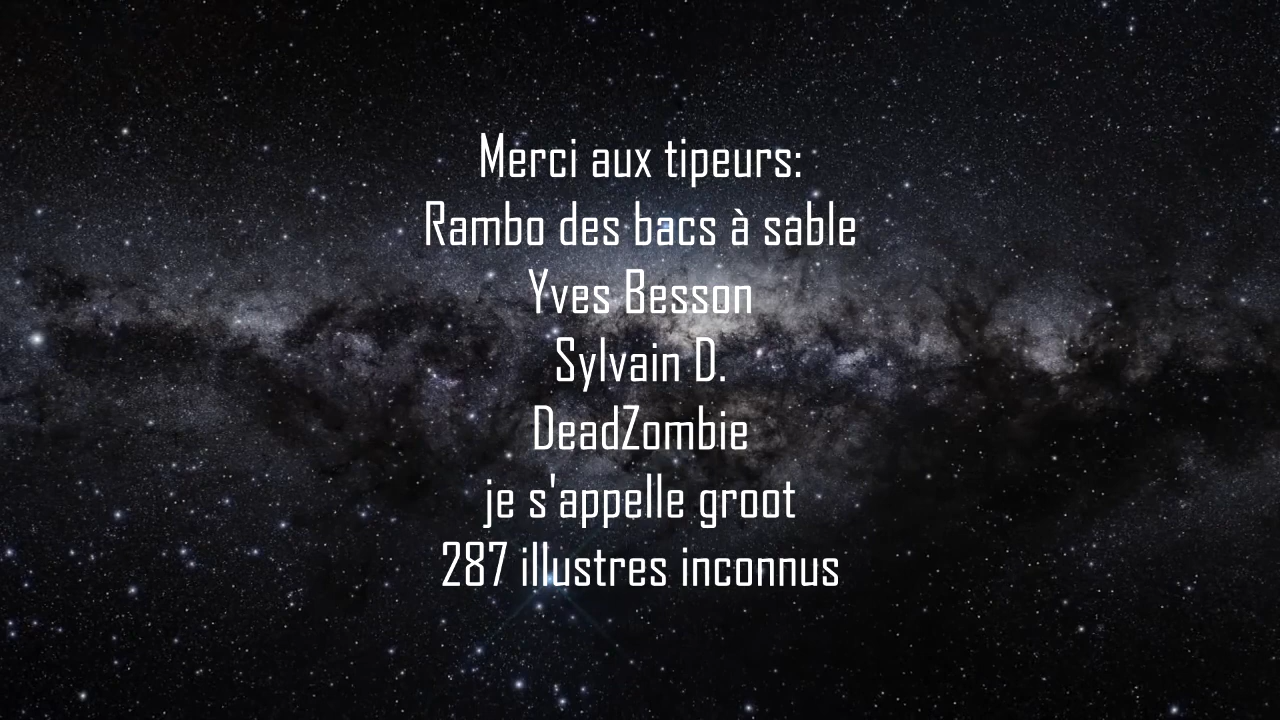 Merci aux tipeurs:
Rambo des bacs à sable
Yves Besson
Sylvain D.
DeadZombie
je s'appelle groot
287 illustres inconnus